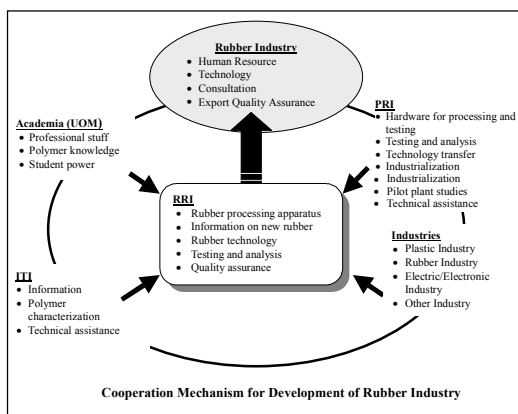 Rubber Industry
• Human Resource
• Technology
• Consultation
• Export Quality Assurance
Academia (UOM)
• Professional stuff
• Polymer knowledge
• Student power
PRI
• Hardware for processing and
testing
• Testing and analysis
• Technology transfer
• Industrialization
• Industrialization
• Pilot plant studies
• Technical assistance
RRI
• Rubber processing apparatus
• Information on new rubber
• Rubber technology
• Testing and analysis
• Quality assurance
ITI
• Information
• Polymer
characterization
• Technical assistance
Industries
• Plastic Industry
• Rubber Industry
• Electric/Electronic
Industry
• Other Industry
Cooperation Mechanism for Development of Rubber Industry